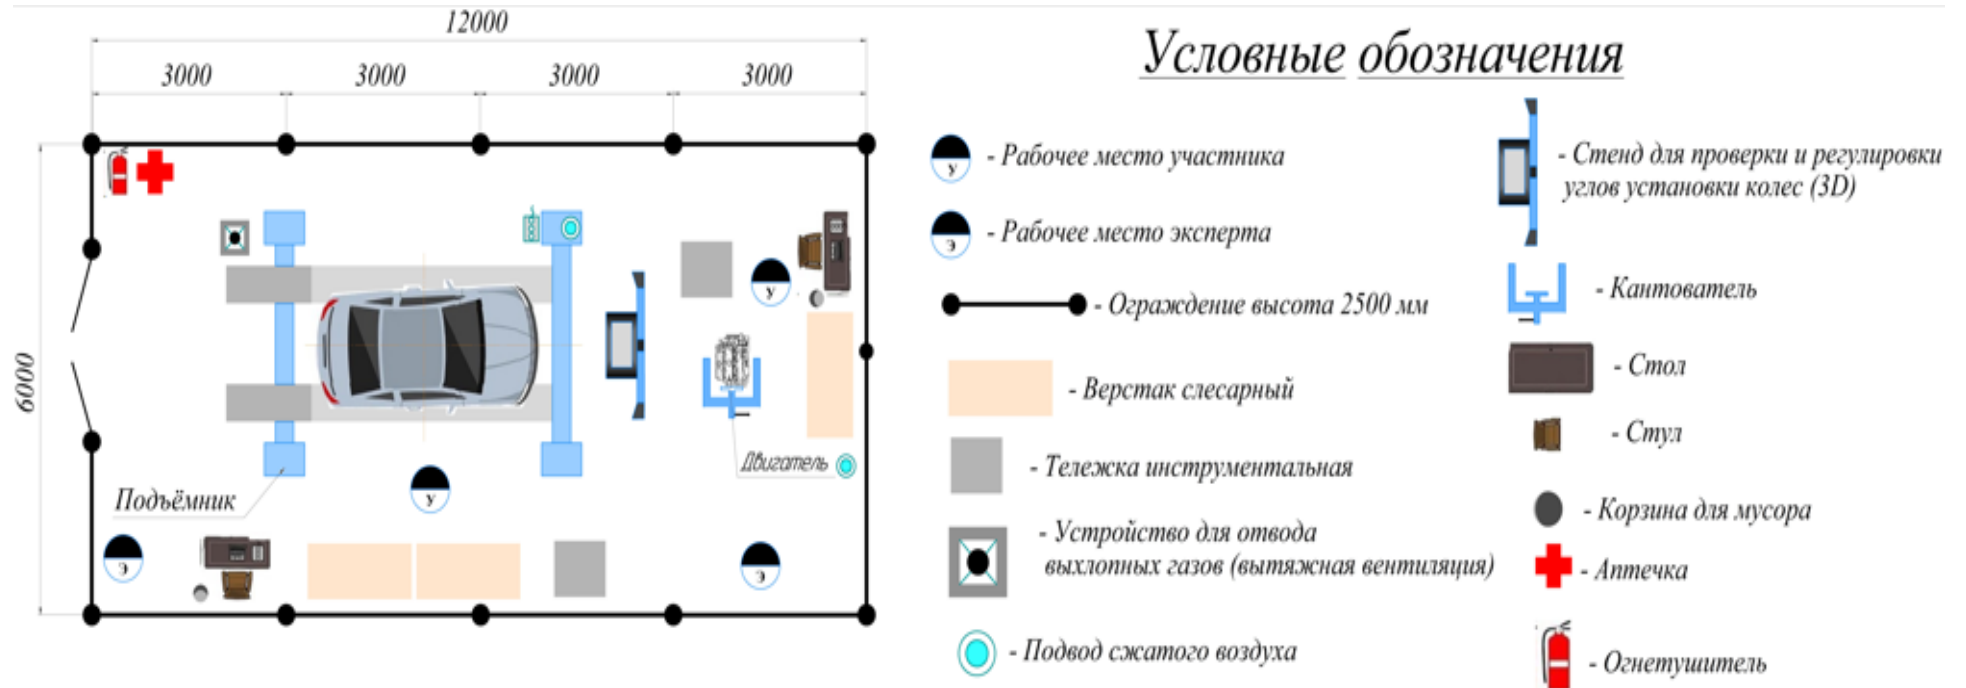 12000
3000
3000
3000
3000
6000
Подъёмник
Двигатель
У
У
Э
Э
Условные обозначения
У
- Рабочее место участника
Э
- Рабочее место эксперта
- Ограждение высота 2500 мм
- Верстак слесарный
- Тележка инструментальная
- Устройство для отвода
выхлопных газов (вытяжная вентиляция)
- Подвод сжатого воздуха
- Стенд для проверки и регулировки
углов установки колес (3D)
- Кантователь
- Стол
- Стул
- Корзина для мусора
- Аптечка
- Огнетушитель